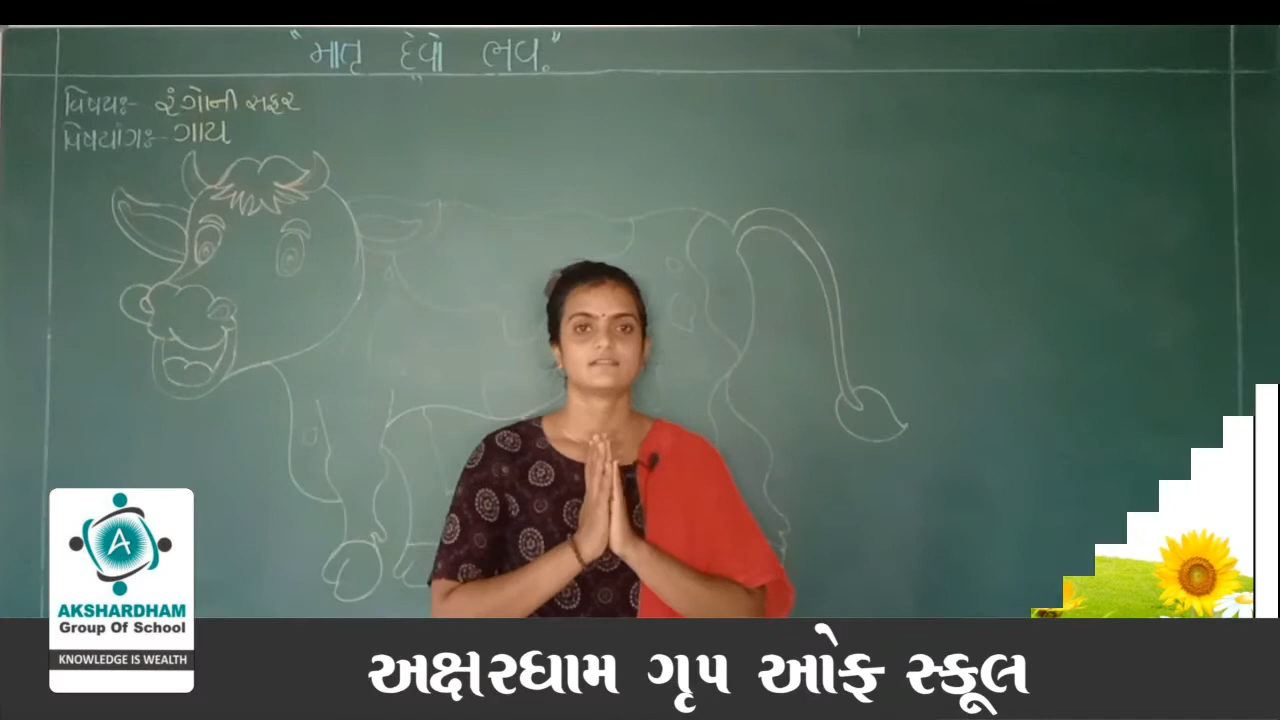 "માતૃ દેવો ભવ."
વિષયઃ- રંગોની સફર
વિષયાંગઃ- ગાય
A
AKSHARDHAM
Group Of School
KNOWLEDGE IS WEALTH
અક્ષરધામ ગૃપ ઓફ સ્કૂલ